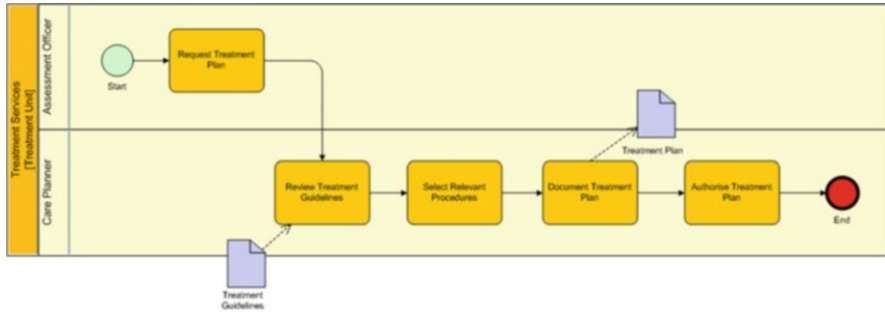 Treatment Services
[Treatment Unit]
Assessment Officer
Start
Request Treatment
Plan
Treatment Plan
Care Planner
Review Treatment
Guidelines
Select Relevant
Procedures
Document Treatment
Plan
Authorise Treatment
Plan
End
Treatment
Guidelines